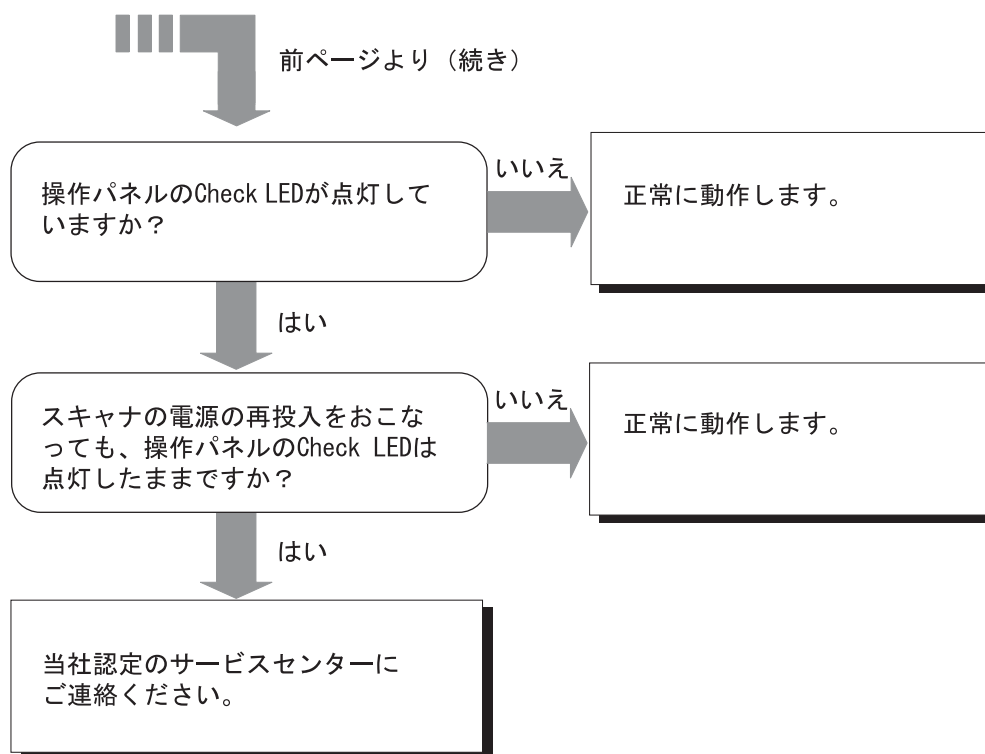 前ページより（続き）
操作パネルのCheck LEDが点灯して
いますか？
いいえ
正常に動作します。
はい
スキャナの電源の再投入をおこな
っても、操作パネルのCheck LEDは
点灯したままですか？
いいえ
正常に動作します。
はい
当社認定のサービスセンターに
ご連絡ください。